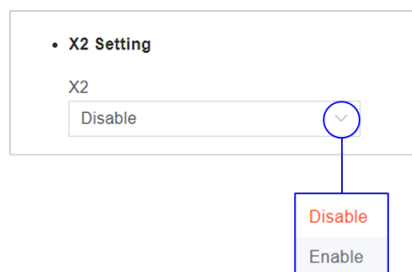 • X2 Setting
X2
Disable
Disable
Enable